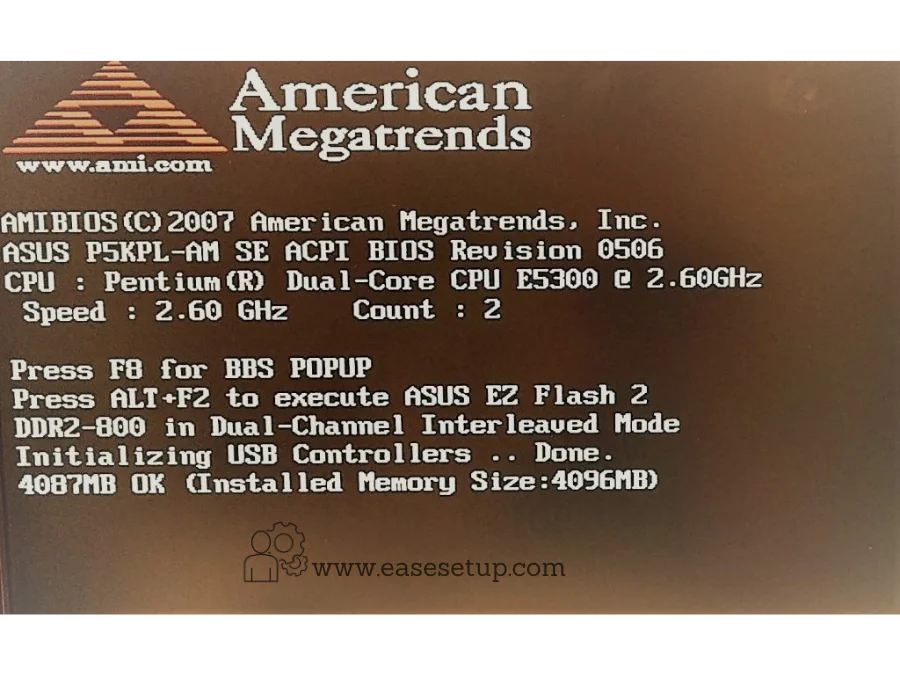 American
Megatrends
www.ami.com
AMIBIOS(C)2007 American Megatrends, Inc.
ASUS P5KPL-AM SE ACPI BIOS Revision 0506
CPU : Pentium(R) Dual-Core CPU E5300 @ 2.60GHz
Speed : 2.60 GHz Count : 2
Press F8 for BBS POPUP
Press ALT+F2 to execute ASUS EZ Flash 2
DDR2-800 in Dual-Channel Interleaved Mode
Initializing USB Controllers .. Done.
4087MB OK (Installed Memory Size:4096MB)
www.easesetup.com